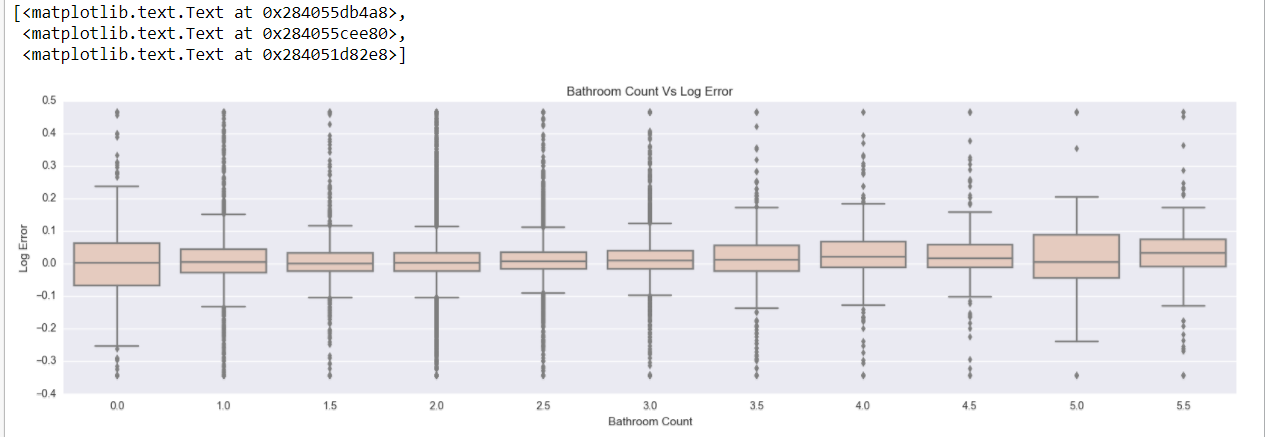 [<matplotlib.text.Text at 0x284055db4a8>,
<matplotlib.text.Text at 0x284055cee80>,
<matplotlib.text.Text at 0x284051d82e8>]
Bathroom Count Vs Log Error
0.5
0.4
0.3
0.2
0.1
0.0
−0.1
−0.2
−0.3
−0.4
Log Error
0.0 1.0 1.5 2.0 2.5 3.0 3.5 4.0 4.5 5.0 5.5
Bathroom Count